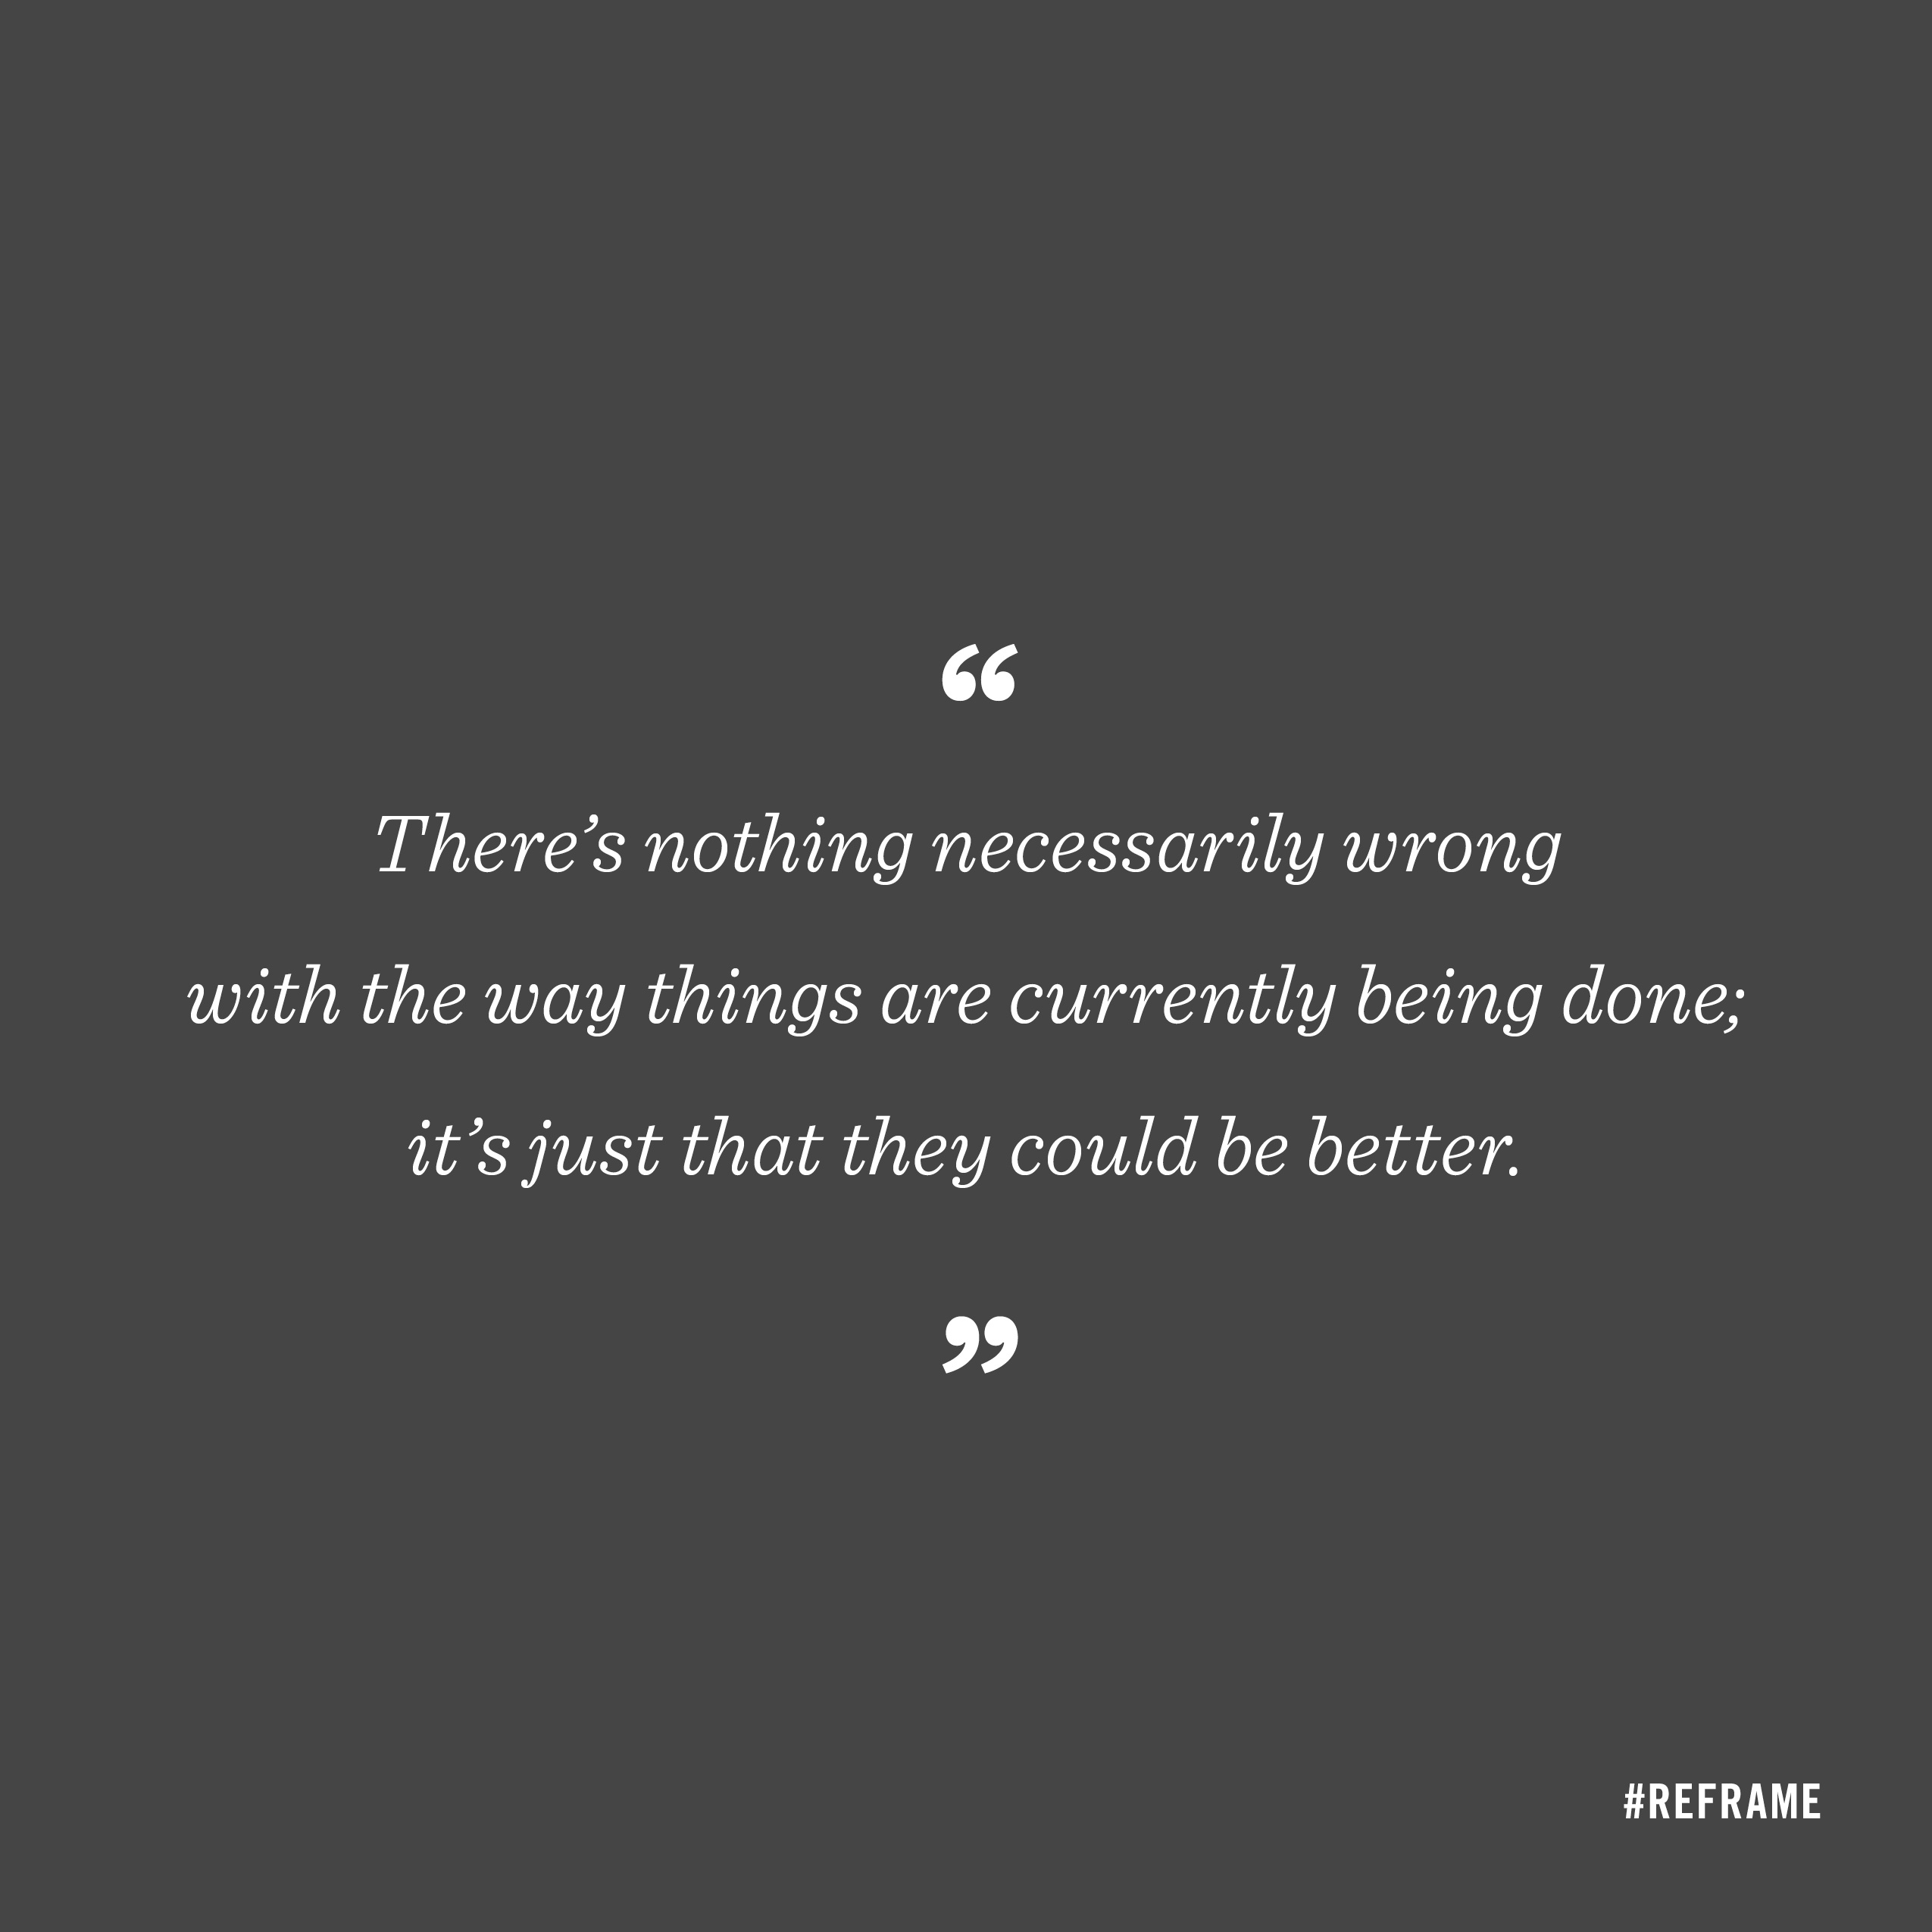 “
There’s nothing necessarily wrong
with the way things are currently being done;
it’s just that they could be better.
”
#REFRAME